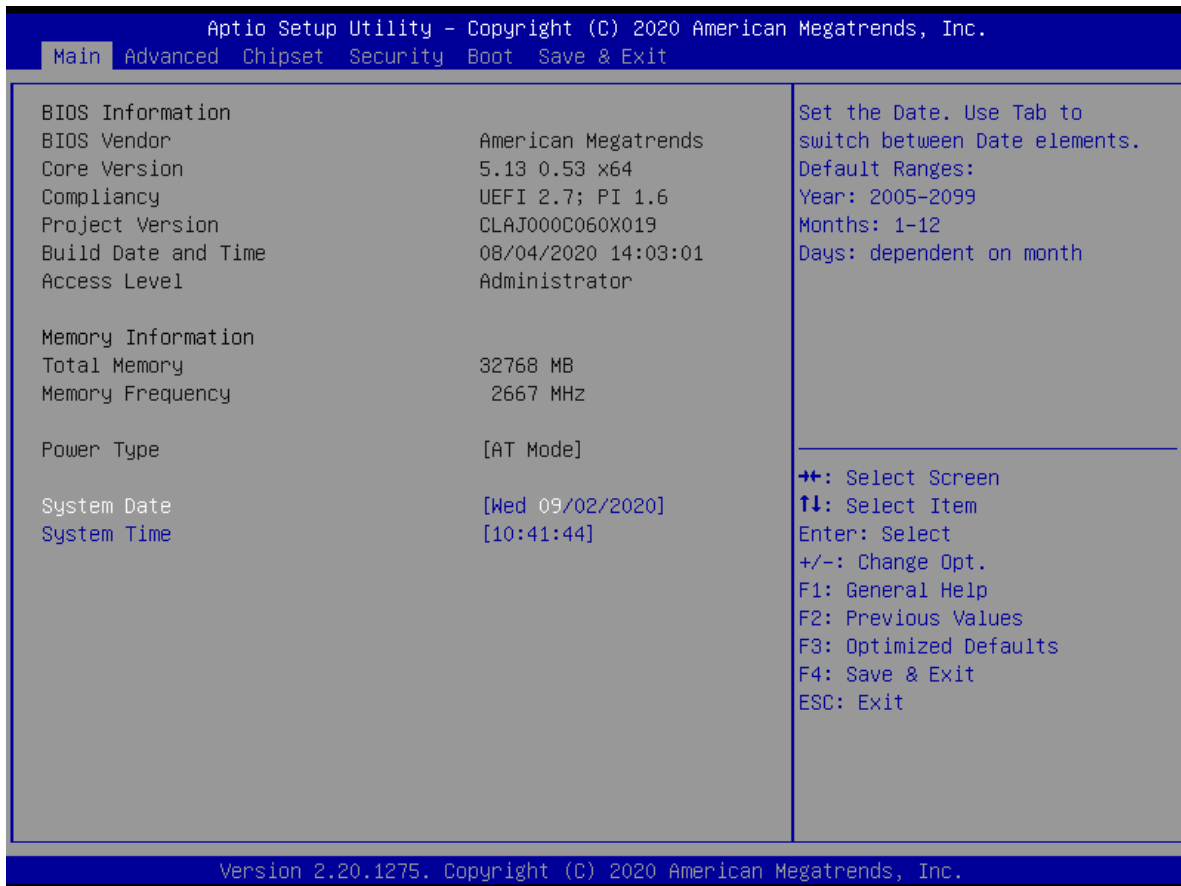 Aptio Setup Utility – Copyright (C) 2020 American Megatrends, Inc.
Main Advanced Chipset Security Boot Save & Exit
BIOS Information
BIOS Vendor American Megatrends
Core Version 5.13 0.53 x64
Compliancy UEFI 2.7; PI 1.6
Project Version CLAJ000C060X019
Build Date and Time 08/04/2020 14:03:01
Access Level Administrator
Memory Information
Total Memory 32768 MB
Memory Frequency 2667 MHz
Power Type [AT Mode]
System Date [Wed 09/02/2020]
System Time [10:41:44]
Set the Date. Use Tab to
switch between Date elements.
Default Ranges:
Year: 2005-2099
Months: 1-12
Days: dependent on month
→←: Select Screen
↑↓: Select Item
Enter: Select
+/-: Change Opt.
F1: General Help
F2: Previous Values
F3: Optimized Defaults
F4: Save & Exit
ESC: Exit
Version 2.20.1275. Copyright (C) 2020 American Megatrends, Inc.